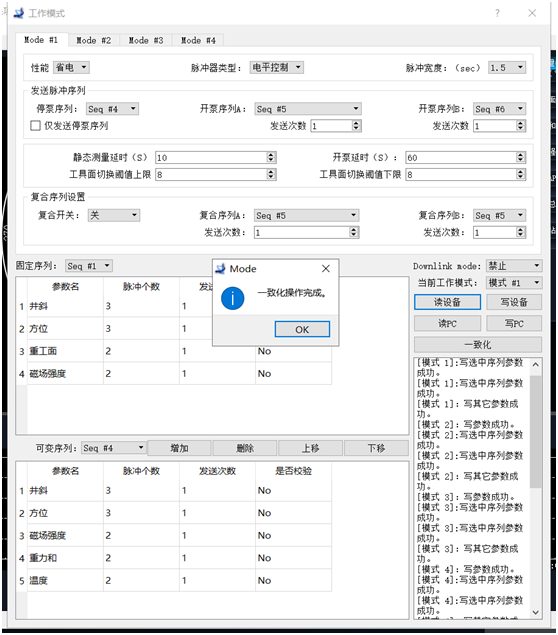 工作模式
Mode #1 Mode #2 Mode #3 Mode #4
性能 省电 脉冲器类型： 电平控制 脉冲宽度：（sec） 1.5
发送脉冲序列
停泵序列： Seq #4 开泵序列A： Seq #5 开泵序列B： Seq #6
仅发送停泵序列 发送次数 1 发送次数 1
静态测量延时（S） 10 开泵延时（S）： 60
工具面切换阈值上限 8 工具面切换阈值下限 8
复合序列设置
复合开关： 关 复合序列A： Seq #5 复合序列B： Seq #5
发送次数： 1 发送次数： 1
固定序列： Seq #1
参数名 脉冲个数
1 井斜 3 1
2 方位 3 1
3 重工面 2 1 No
4 磁场强度 2 1 No
Mode
一致化操作完成。
OK
Downlink mode: 禁止
当前工作模式： 模式 #1
读设备 写设备
读PC 写PC
一致化
可变序列： Seq #4 增加 删除 上移 下移
参数名 脉冲个数 发送次数 是否校验
1 井斜 3 1 No
2 方位 3 1 No
3 磁场强度 2 1 No
4 重力和 2 1 No
5 温度 2 1 No
[模式 1]:写选中序列参数
成功。
[模式 1]:写选中序列参数
成功。
[模式 1]: 写其它参数成
功。
[模式 2]: 写参数成功。
[模式 2]:写选中序列参数
成功。
[模式 2]:写选中序列参数
成功。
[模式 2]: 写其它参数成
功。
[模式 3]: 写参数成功。
[模式 3]:写选中序列参数
成功。
[模式 3]:写选中序列参数
成功。
[模式 3]: 写其它参数成
功。
[模式 4]: 写参数成功。
[模式 4]:写选中序列参数
成功。
[模式 4]:写选中序列参数
成功。